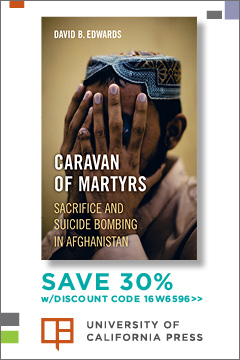 DAVID B. EDWARDS
CARAVAN
OF MARTYRS
SACRIFICE AND
SUICIDE BOMBING
IN AFGHANISTAN
SAVE 30%
w/DISCOUNT CODE 16W6596>>
UNIVERSITY OF
CALIFORNIA PRESS